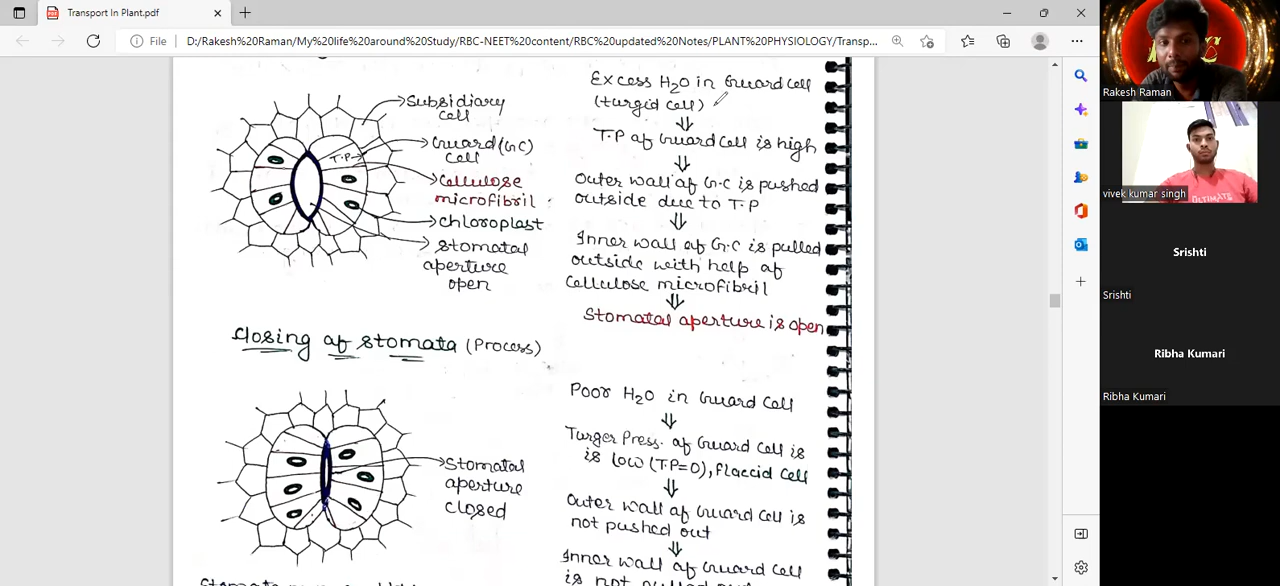 Transport In Plant.pdf
File
D:/Rakesh%20Raman/My%20life%20around%20Study/RBC-NEET%20content/RBC%20updated%20Notes/PLANT%20PHYSIOLOGY/Transp...
Subsidiary
cell
Guard(G.C)
cell
T.P
Cellulose
microfibril
chloroplast
stomatal
aperture
open
Excess H2O in Guard cell
(turgid cell)
⇓
T.P of Guard Cell is high
⇓
Outer wall of G.C is pushed
outside due to T.P
⇓
Inner wall of G.C is pulled
outside with help of
cellulose microfibril
⇓
Stomatal aperture is open
Closing of stomata (Process)
Stomatal
aperture
closed
Poor H2O in Guard Cell
⇓
Turger Press. of Guard Cell is
is low (T.P=0), flaccid cell
⇓
Outer wall of Guard Cell is
not pushed out
⇓
Inner wall of Guard Cell
is not
Rakesh Raman
vivek kumar singh
ULTIMATE
Srishti
Srishti
Ribha Kumari
Ribha Kumari